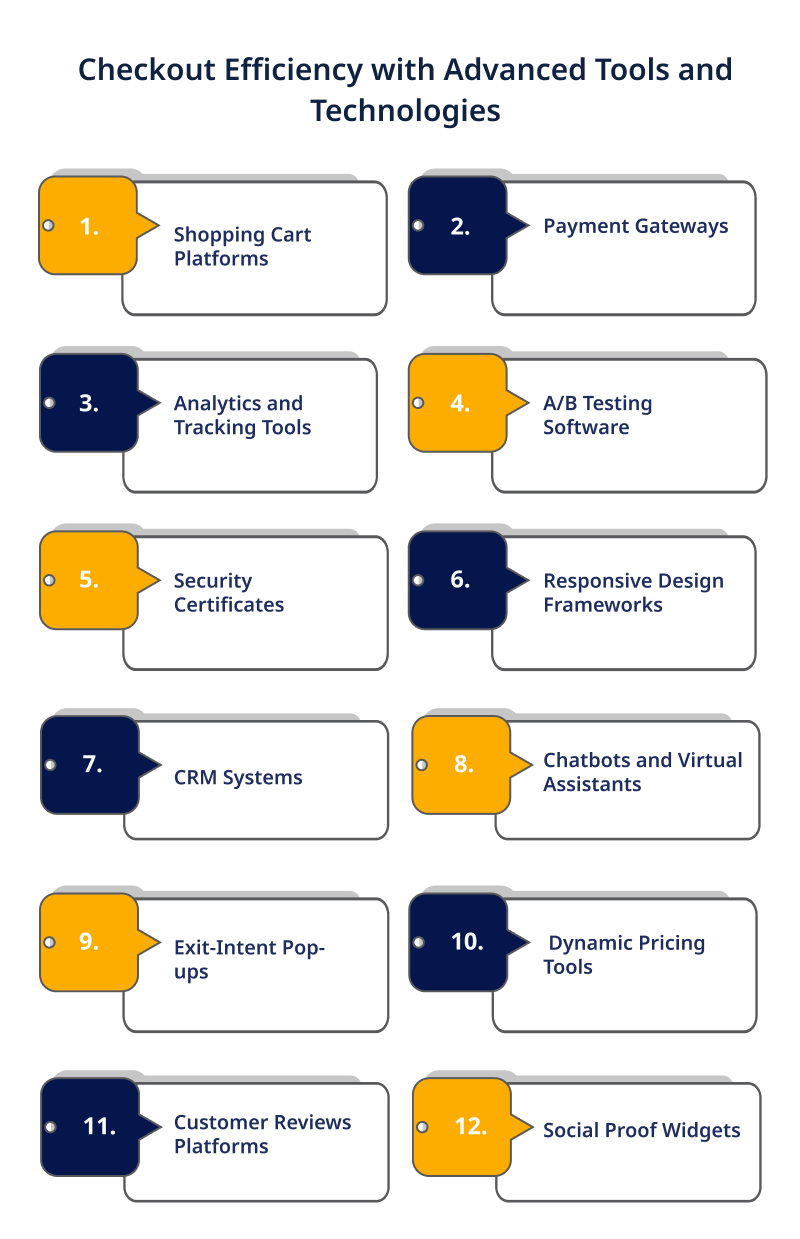 Checkout Efficiency with Advanced Tools and
Technologies
1.
Shopping Cart
Platforms
2.
Payment Gateways
3.
Analytics and
Tracking Tools
4.
A/B Testing
Software
5.
Security
Certificates
6.
Responsive Design
Frameworks
7.
CRM Systems
8.
Chatbots and Virtual
Assistants
9.
Exit-Intent Pop-
ups
10.
Dynamic Pricing
Tools
11.
Customer Reviews
Platforms
12.
Social Proof Widgets